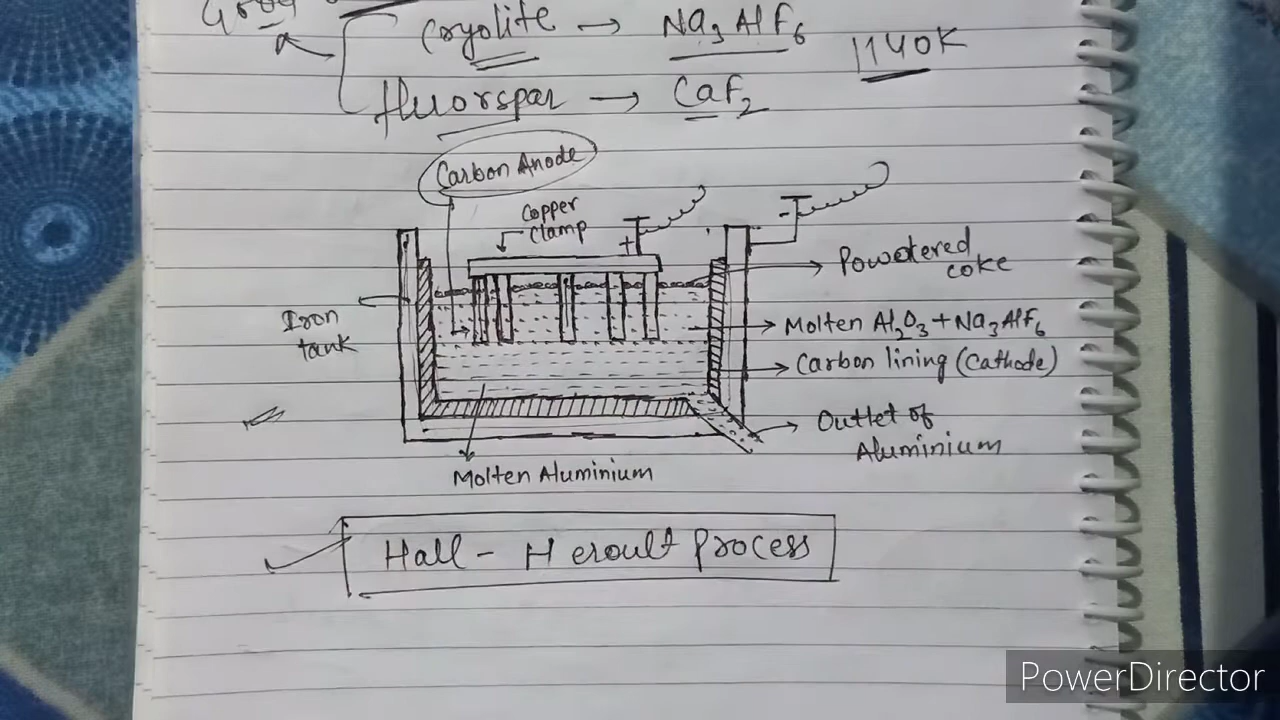 Cryolite → Na3AlF6
1140K
fluorspar → CaF2
Carbon Anode
Copper
clamp
+
-
Powdered
coke
Iron
tank
Molten Al2O3 + Na3AlF6
Carbon lining (Cathode)
Outlet of
Aluminium
Molten Aluminium
Hall - Heroult process
PowerDirector